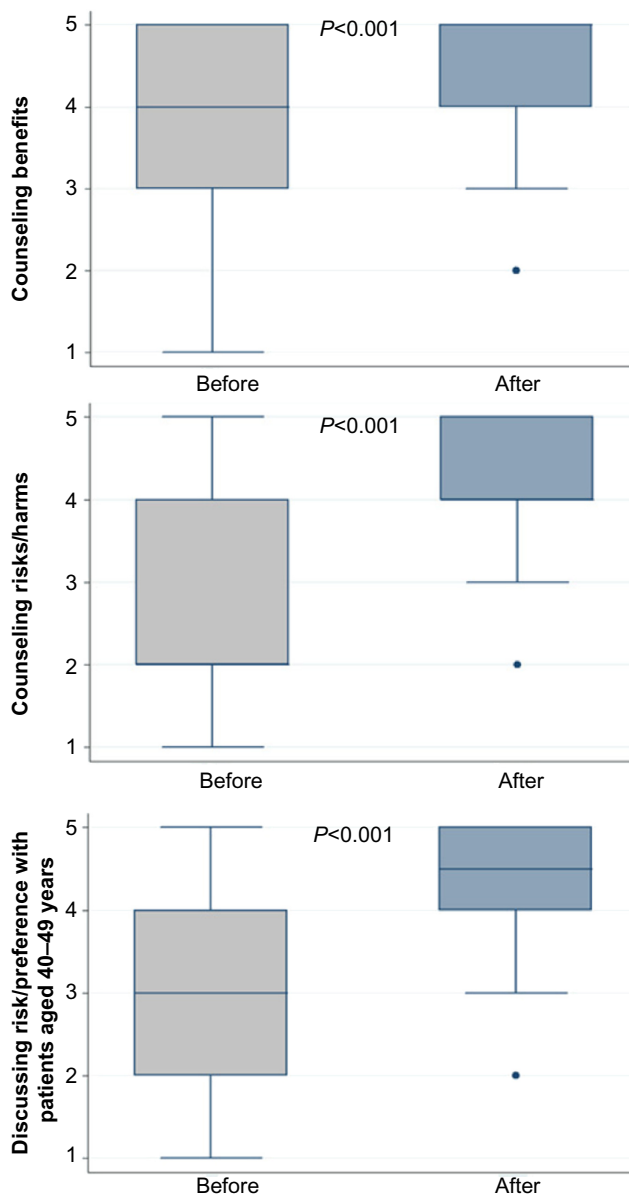 Counseling benefits
5
4
3
2
1
P<0.001
Before
After
Counseling risks/harms
5
4
3
2
1
P<0.001
Before
After
Discussing risk/preference with
patients aged 40–49 years
5
4
3
2
1
P<0.001
Before
After